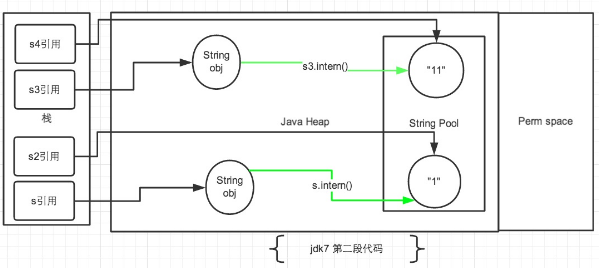 s4引用
s3引用
栈
s2引用
s引用
String
obj
s3.intern()
"11"
Java Heap
String Pool
String
obj
s.intern()
"1"
Perm space
jdk7 第二段代码